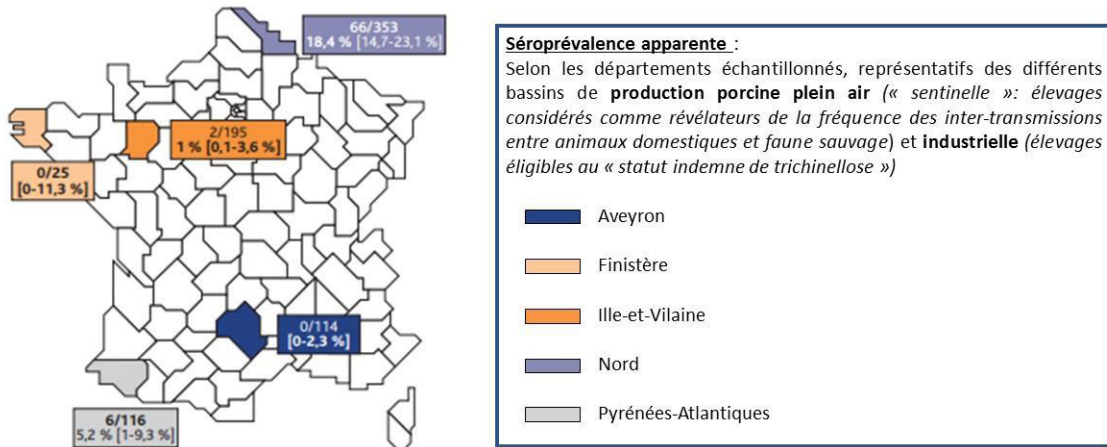 66/353
18,4 % [14,7-23,1 %]
2/195
1 % [0,1-3,6 %]
0/25
[0-11,3 %]
0/114
[0-2,3 %]
6/116
5,2 % [1-9,3 %]
Séroprévalence apparente :
Selon les départements échantillonnés, représentatifs des différents
bassins de production porcine plein air (« sentinelle »: élevages
considérés comme révélateurs de la fréquence des inter-transmissions
entre animaux domestiques et faune sauvage) et industrielle (élevages
éligibles au « statut indemne de trichinellose »)
Aveyron
Finistère
Ille-et-Vilaine
Nord
Pyrénées-Atlantiques